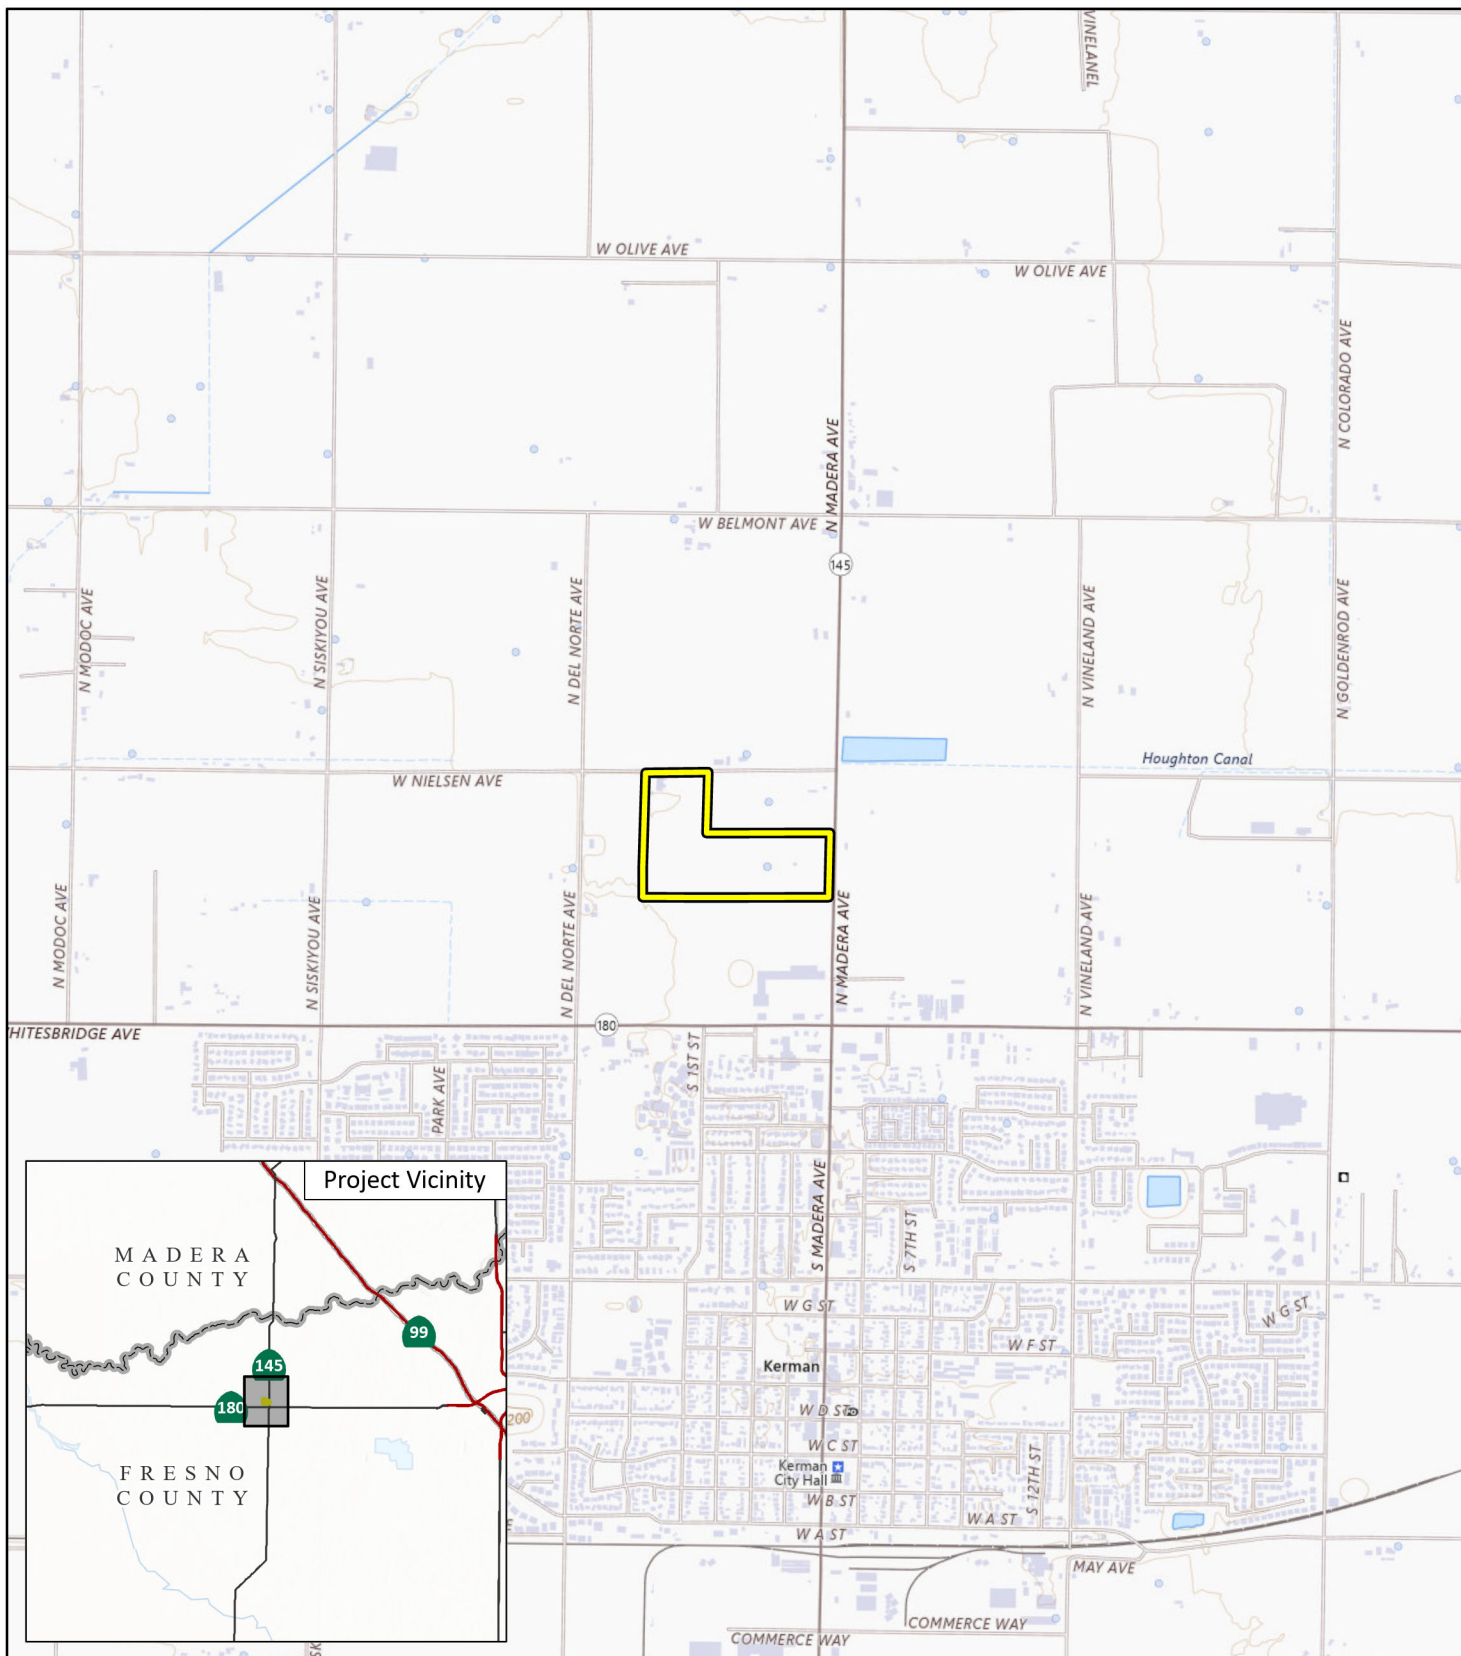 VINELANEL
W OLIVE AVE
W OLIVE AVE
N COLORADO AVE
N MADERA AVE
W BELMONT AVE
145
N MODOC AVE
N SISKIYOU AVE
N DEL NORTE AVE
N VINELAND AVE
N GOLDENROD AVE
Houghton Canal
W NIELSEN AVE
N MODOC AVE
N SISKIYOU AVE
N DEL NORTE AVE
N MADERA AVE
N VINELAND AVE
180
HITESBRIDGE AVE
S 1ST ST
PARK AVE
S MADERA AVE
S 7TH ST
W G ST
W G ST
W F ST
Kerman
W D ST
W C ST
Kerman
City Hall
W B ST
S 12TH ST
W A ST
W A ST
MAY AVE
COMMERCE WAY
COMMERCE WAY
200
E
SK
Project Vicinity
MADERA
COUNTY
99
145
180
FRESNO
COUNTY